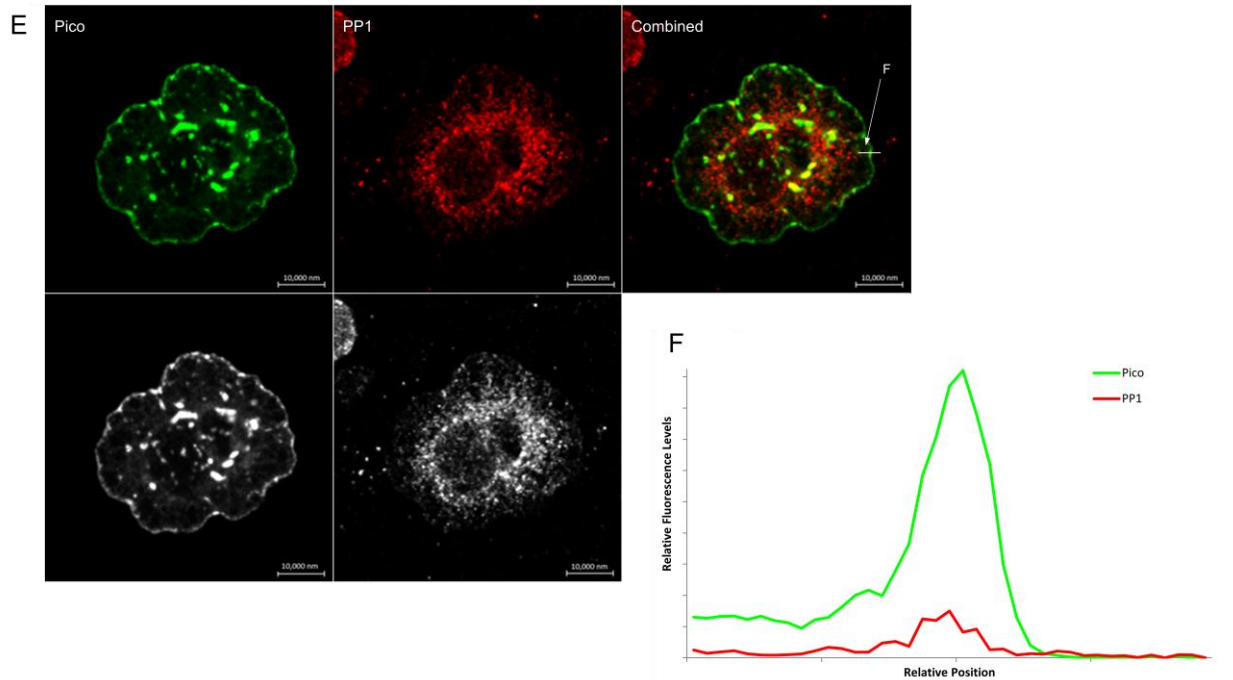 E
Pico
PP1
Combined
F
10,000 nm
10,000 nm
10,000 nm
10,000 nm
10,000 nm
F
Pico
PP1
Relative Fluorescence Levels
Relative Position